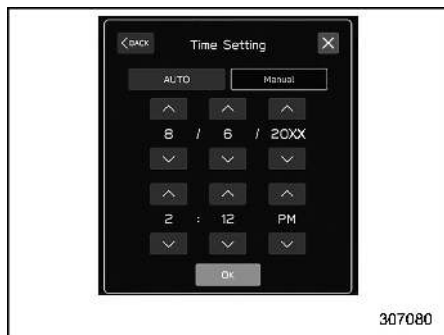 BACK Time Setting X
AUTO Manual
8 / 6 / 20XX
2 : 12 PM
OK
307080